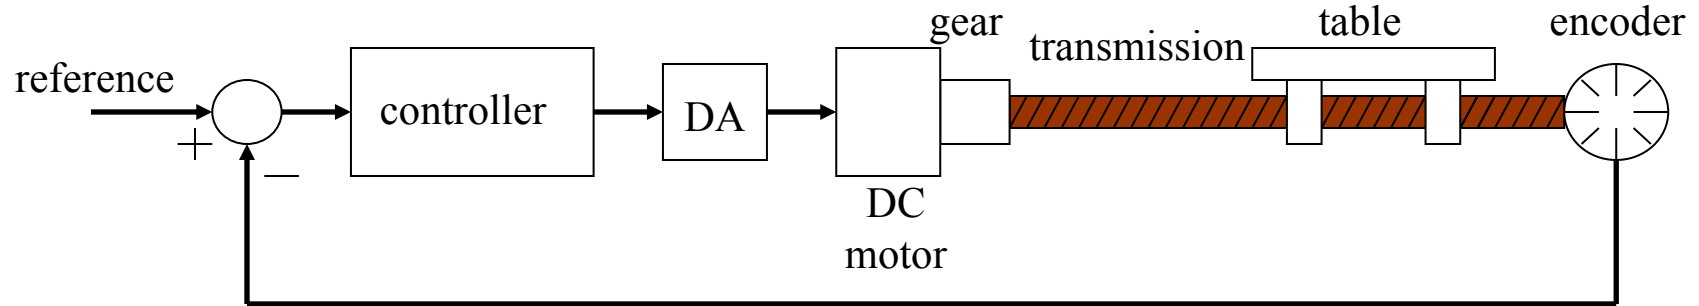 reference
+
−
controller
DA
DC
motor
gear
transmission
table
encoder